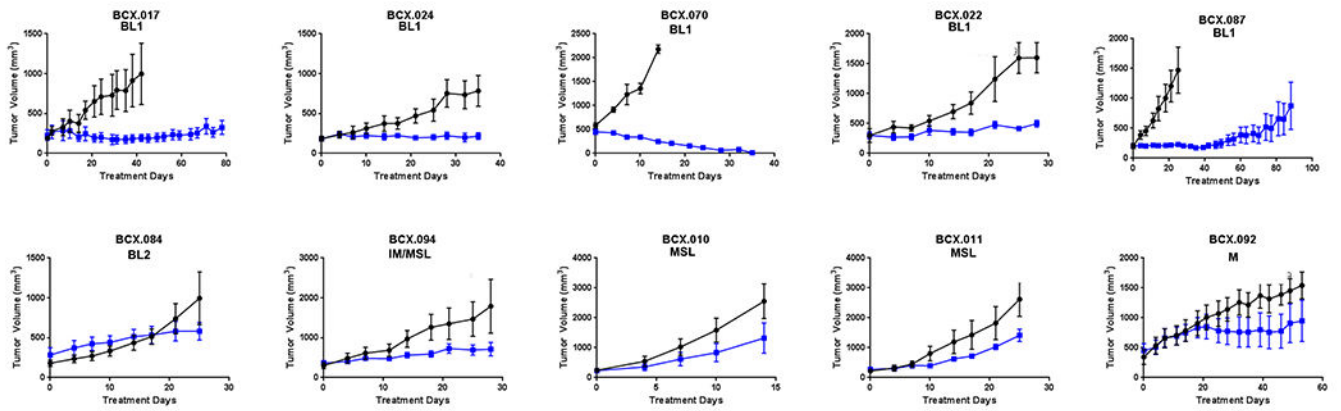 BCX.017
BL1
Tumor Volume (mm³)
1500
1000
500
0
0 20 40 60 80
Treatment Days
BCX.024
BL1
Tumor Volume (mm³)
1500
1000
500
0
0 10 20 30 40
Treatment Days
BCX.070
BL1
Tumor Volume (mm³)
2500
2000
1500
1000
500
0
0 10 20 30 40
Treatment Days
BCX.022
BL1
Tumor Volume (mm³)
2000
1500
1000
500
0
0 10 20 30
Treatment Days
BCX.087
BL1
Tumor Volume (mm³)
2000
1500
1000
500
0
0 20 40 60 80 100
Treatment Days
BCX.084
BL2
Tumor Volume (mm³)
1500
1000
500
0
0 10 20 30
Treatment Days
BCX.094
IM/MSL
Tumor Volume (mm³)
3000
2000
1000
0
0 10 20 30
Treatment Days
BCX.010
MSL
Tumor Volume (mm³)
4000
3000
2000
1000
0
0 5 10 15
Treatment Days
BCX.011
MSL
Tumor Volume (mm³)
4000
3000
2000
1000
0
0 10 20 30
Treatment Days
BCX.092
M
Tumor Volume (mm³)
2000
1500
1000
500
0
0 20 40 60
Treatment Days